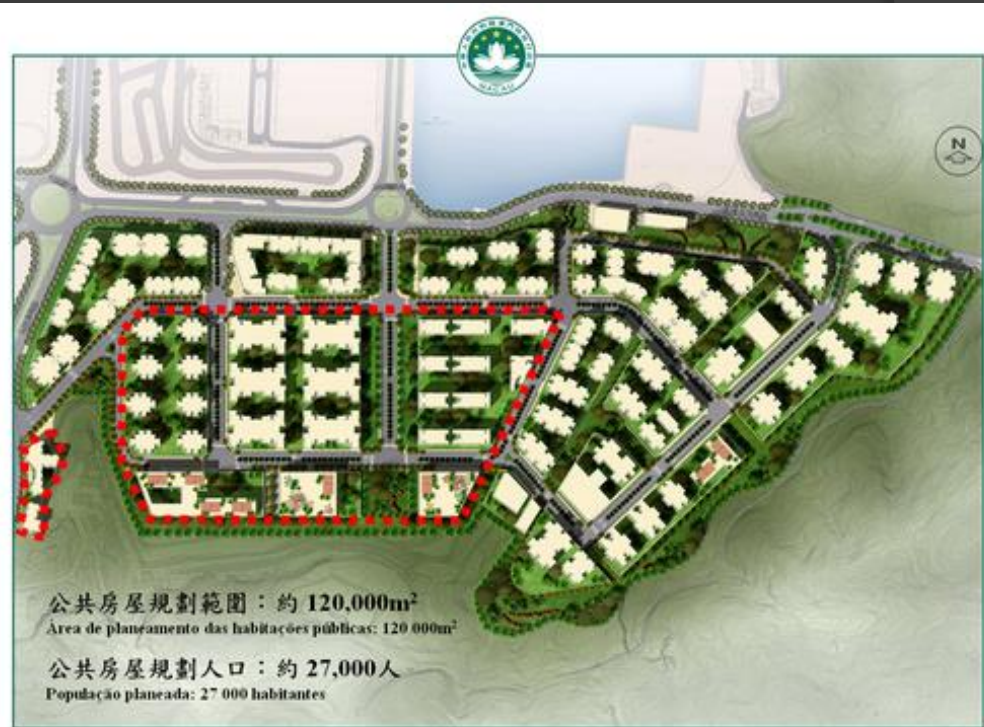 MACAU
N
公共房屋規劃範圍：約 120,000m²
Área de planeamento das habitações públicas: 120 000m²
公共房屋規劃人口：約 27,000人
População planeada: 27 000 habitantes